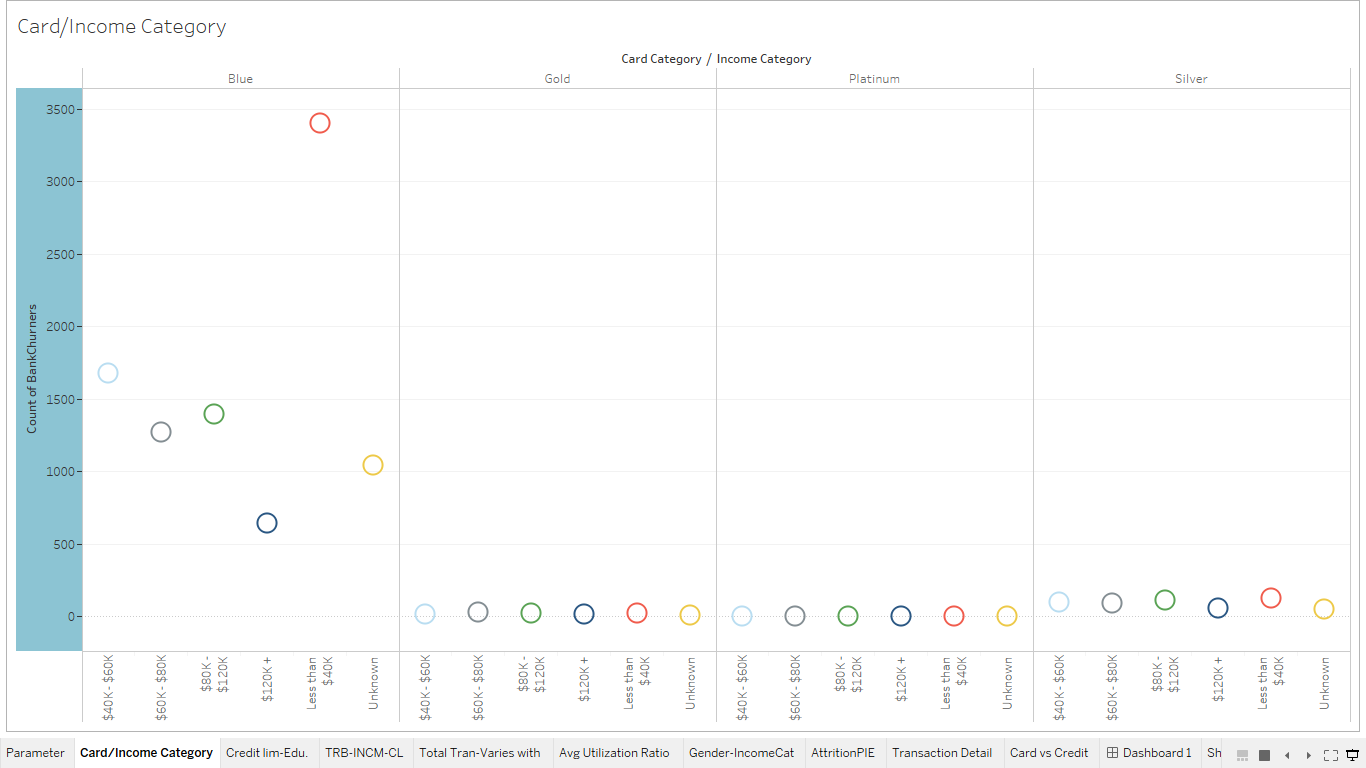 Card/Income Category
Card Category / Income Category
Blue
Gold
Platinum
Silver
Count of BankChurners
3500
3000
2500
2000
1500
1000
500
0
$40K - $60K
$60K - $80K
$80K -
$120K
$120K +
Less than
$40K
Unknown
$40K - $60K
$60K - $80K
$80K -
$120K
$120K +
Less than
$40K
Unknown
$40K - $60K
$60K - $80K
$80K -
$120K
$120K +
Less than
$40K
Unknown
$40K - $60K
$60K - $80K
$80K -
$120K
$120K +
Less than
$40K
Unknown
Parameter
Card/Income Category
Credit lim-Edu.
TRB-INCM-CL
Total Tran-Varies with
Avg Utilization Ratio
Gender-IncomeCat
AttritionPIE
Transaction Detail
Card vs Credit
Dashboard 1
Sh